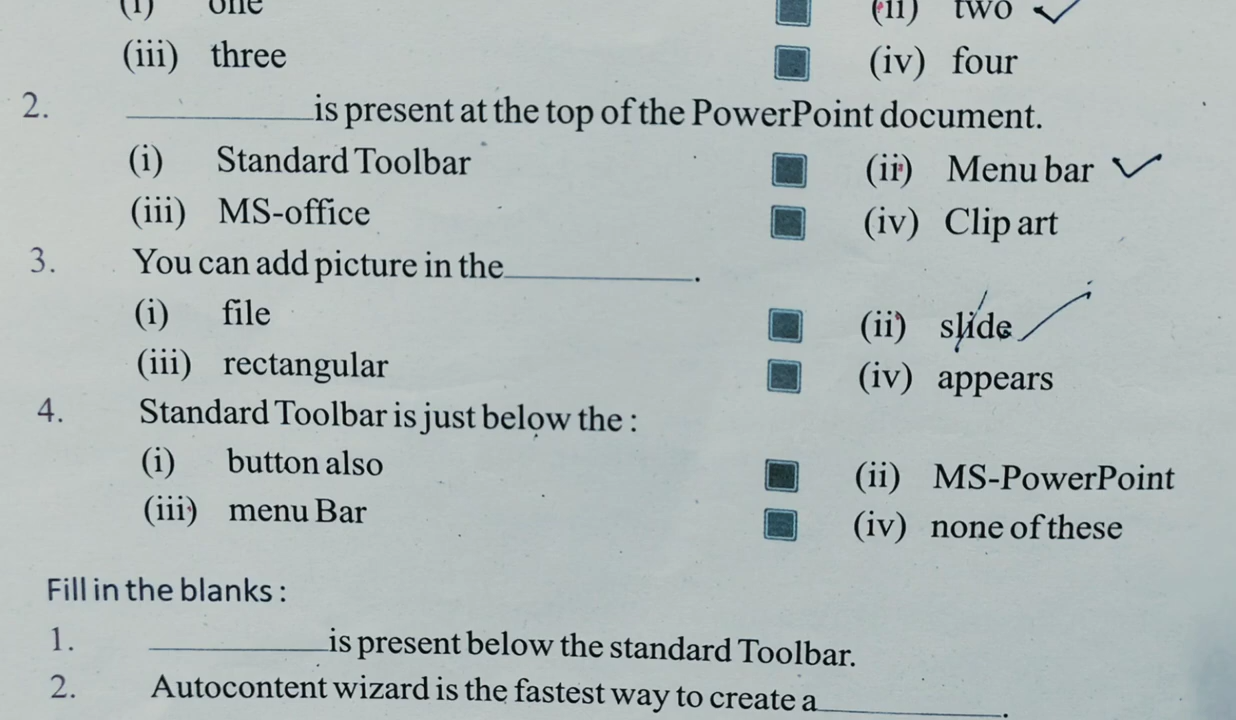 (i) one (ii) two
(iii) three (iv) four
2. ____________ is present at the top of the PowerPoint document.
(i) Standard Toolbar (ii) Menu bar
(iii) MS-office (iv) Clip art
3. You can add picture in the ____________.
(i) file (ii) slide
(iii) rectangular (iv) appears
4. Standard Toolbar is just below the :
(i) button also (ii) MS-PowerPoint
(iii) menu Bar (iv) none of these
Fill in the blanks :
1. ____________ is present below the standard Toolbar.
2. Autocontent wizard is the fastest way to create a ____________.